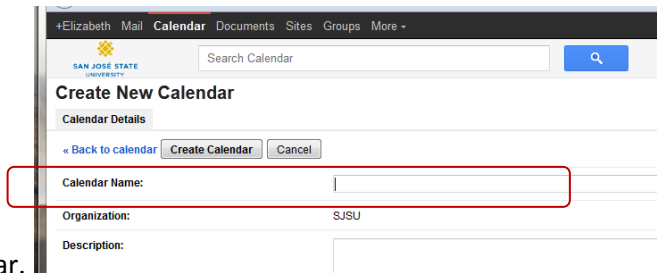 +Elizabeth Mail Calendar Documents Sites Groups More
SAN JOSÉ STATE
UNIVERSITY
Search Calendar
Create New Calendar
Calendar Details
« Back to calendar Create Calendar Cancel
Calendar Name:
Organization: SJSU
Description:
ar.